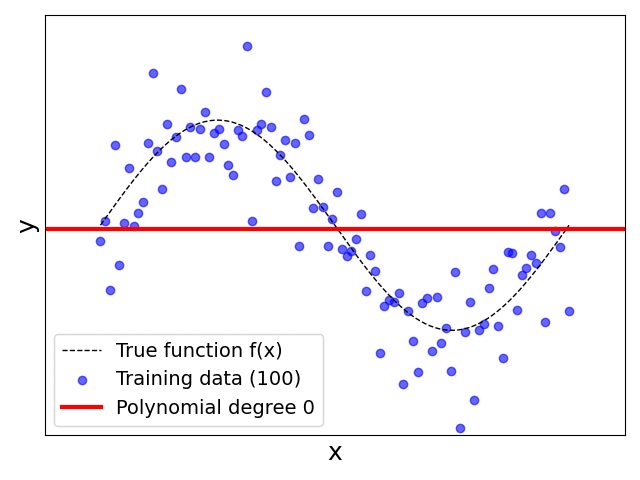 y
True function f(x)
Training data (100)
Polynomial degree 0
x